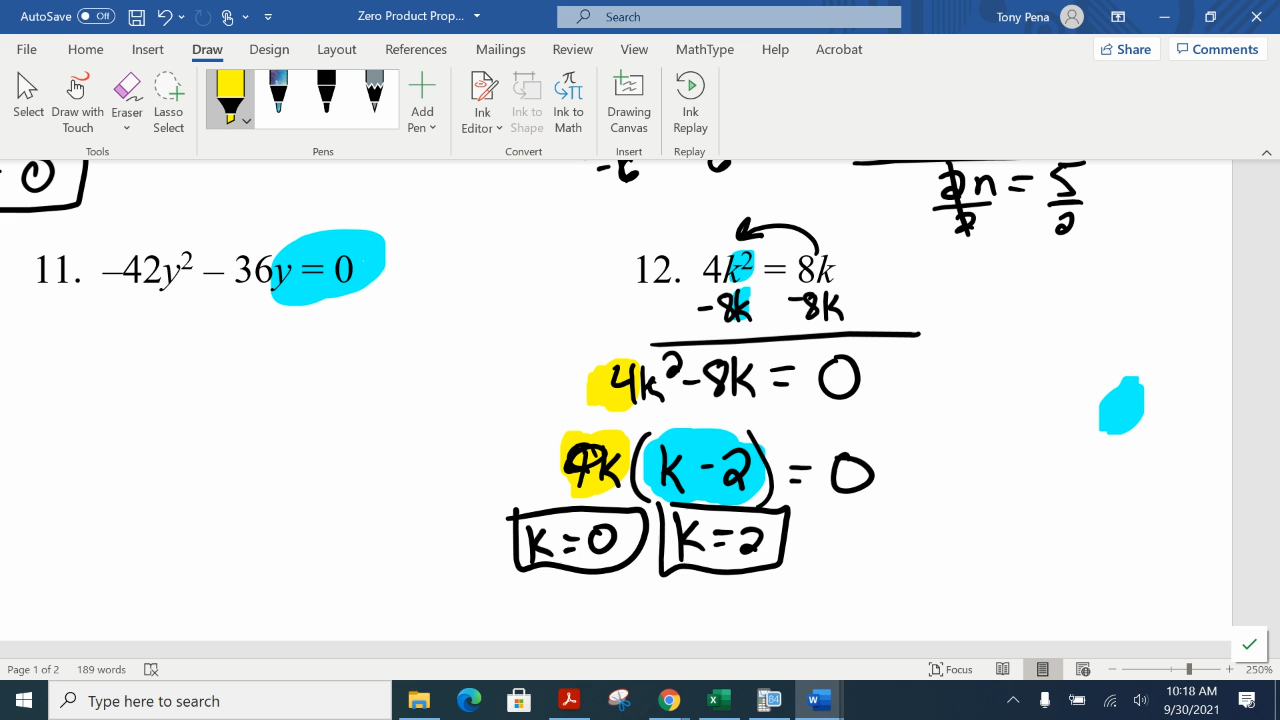 AutoSave Off Zero Product Prop... Search Tony Pena
File Home Insert Draw Design Layout References Mailings Review View MathType Help Acrobat Share Comments
Select Draw with Touch Eraser Lasso Select Add Pen Ink Editor Ink to Shape Ink to Math Drawing Canvas Ink Replay
Tools Pens Convert Insert Replay
0
-6
2n = 5
2 2
11. –42y² – 36y = 0
12. 4k² = 8k
-8k -8k
4k²-8k = 0
4k(k-2) = 0
k=0 k=2
Page 1 of 2 189 words Focus 250%
Type here to search 84 10:18 AM
9/30/2021